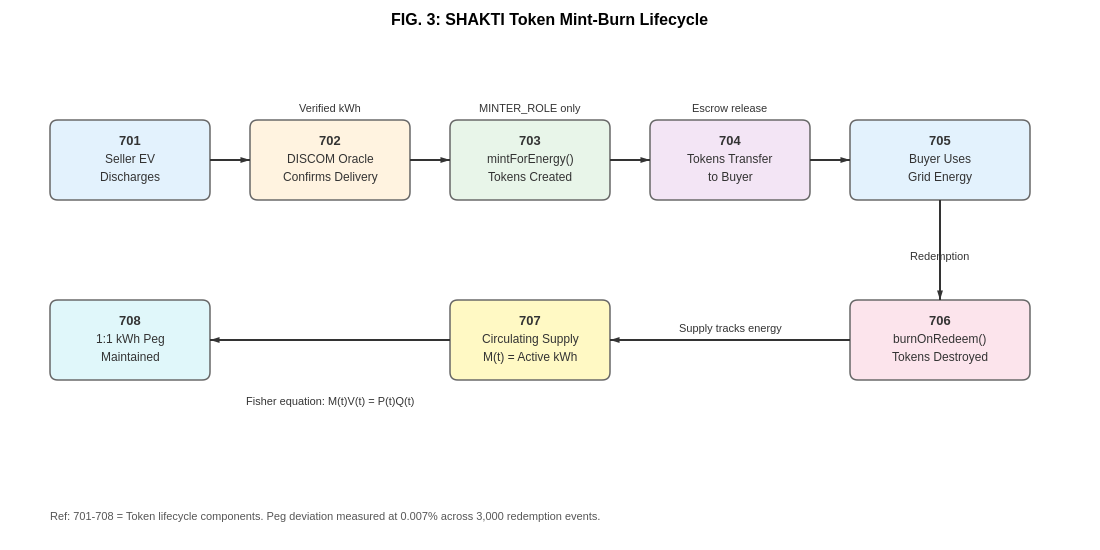 FIG. 3: SHAKTI Token Mint-Burn Lifecycle
Verified kWh
MINTER_ROLE only
Escrow release
701
Seller EV
Discharges
702
DISCOM Oracle
Confirms Delivery
703
mintForEnergy()
Tokens Created
704
Tokens Transfer
to Buyer
705
Buyer Uses
Grid Energy
Redemption
706
burnOnRedeem()
Tokens Destroyed
Supply tracks energy
707
Circulating Supply
M(t) = Active kWh
708
1:1 kWh Peg
Maintained
Fisher equation: M(t)V(t) = P(t)Q(t)
Ref: 701-708 = Token lifecycle components. Peg deviation measured at 0.007% across 3,000 redemption events.